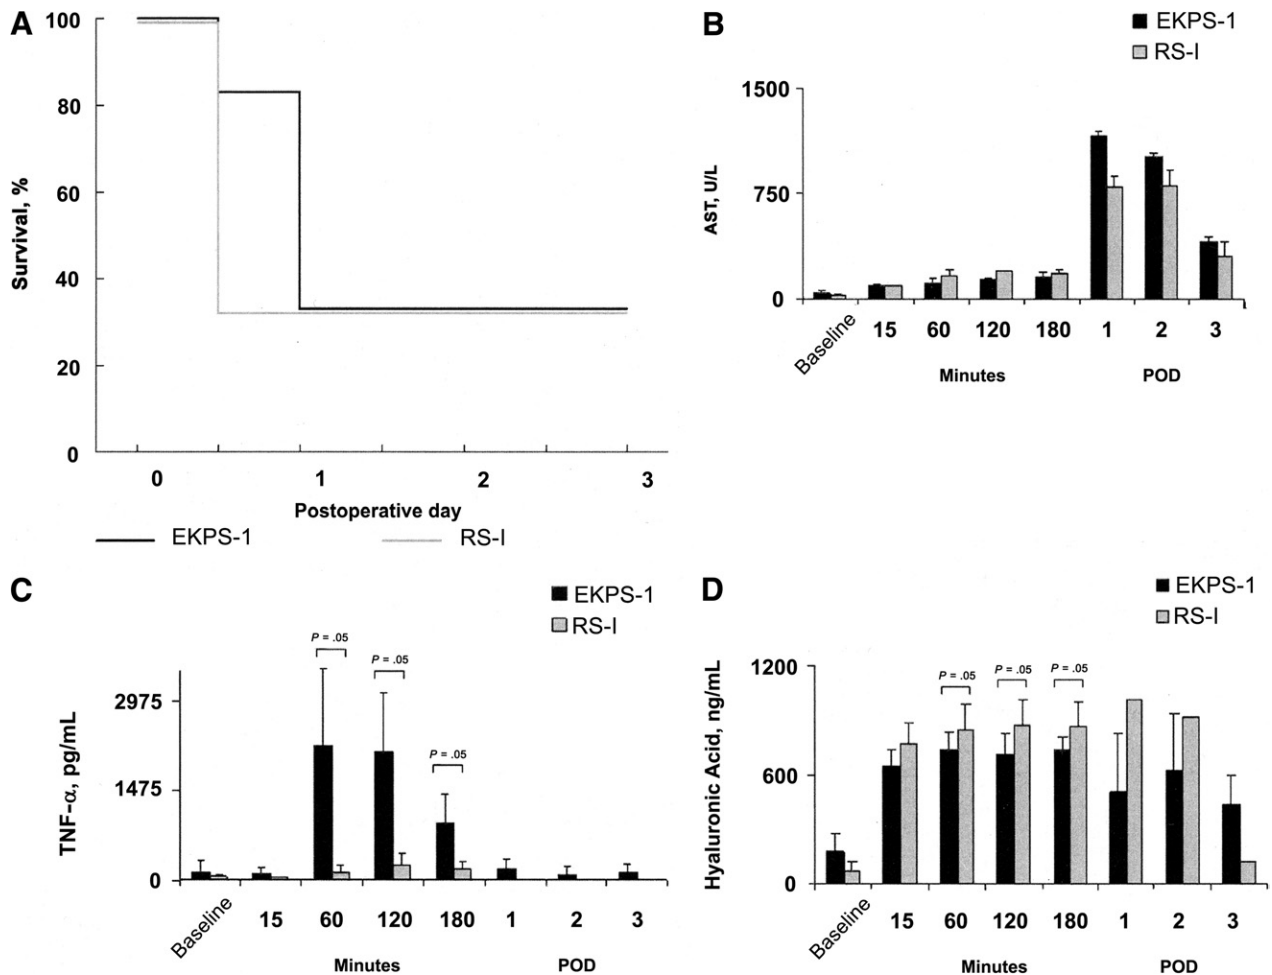 A
100
80
60
40
20
0
Survival, %
0 1 2 3
Postoperative day
EKPS-1 RS-I
B
EKPS-1
RS-I
1500
750
0
AST, U/L
Baseline 15 60 120 180 1 2 3
Minutes POD
C
EKPS-1
RS-I
P = .05
P = .05
P = .05
2975
1475
0
TNF-α, pg/mL
Baseline 15 60 120 180 1 2 3
Minutes POD
D
EKPS-1
RS-I
P = .05 P = .05 P = .05
1200
600
0
Hyaluronic Acid, ng/mL
Baseline 15 60 120 180 1 2 3
Minutes POD